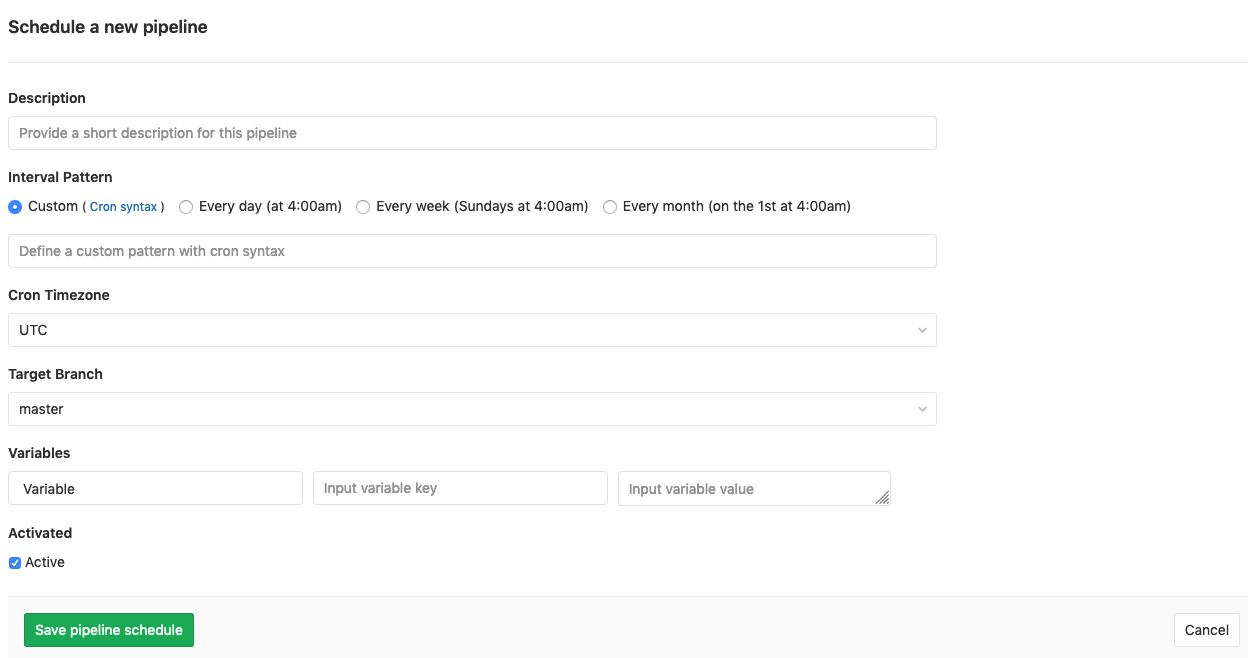 Schedule a new pipeline
Description
Provide a short description for this pipeline
Interval Pattern
Custom ( Cron syntax ) Every day (at 4:00am) Every week (Sundays at 4:00am) Every month (on the 1st at 4:00am)
Define a custom pattern with cron syntax
Cron Timezone
UTC
Target Branch
master
Variables
Variable Input variable key Input variable value
Activated
Active
Save pipeline schedule Cancel